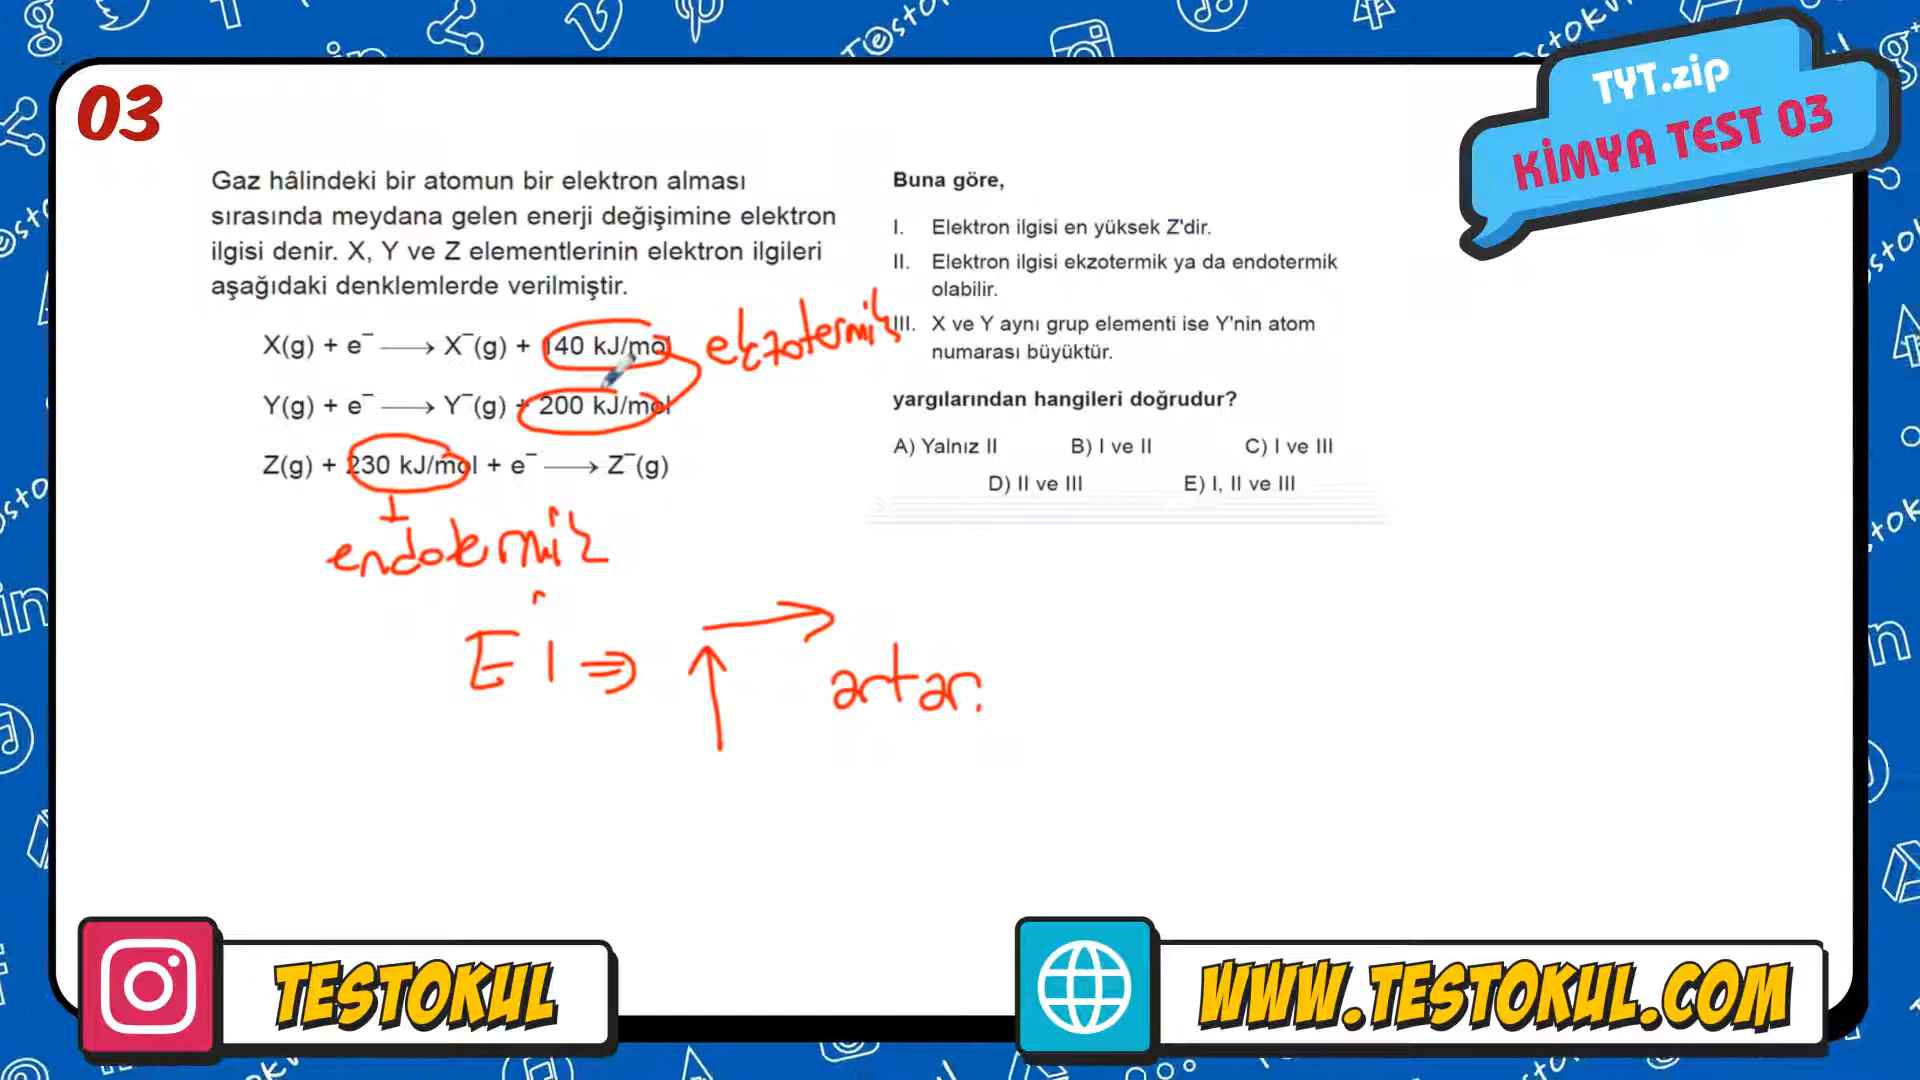 03
TYT.zip
KİMYA TEST 03
Gaz hâlindeki bir atomun bir elektron alması
sırasında meydana gelen enerji değişimine elektron
ilgisi denir. X, Y ve Z elementlerinin elektron ilgileri
aşağıdaki denklemlerde verilmiştir.
X(g) + e⁻ ⟶ X⁻(g) + 140 kJ/mol
Y(g) + e⁻ ⟶ Y⁻(g) + 200 kJ/mol
Z(g) + 230 kJ/mol + e⁻ ⟶ Z⁻(g)
ekzotermik
endotermik
Eİ ⇒ artar.
Buna göre,
I. Elektron ilgisi en yüksek Z'dir.
II. Elektron ilgisi ekzotermik ya da endotermik
olabilir.
III. X ve Y aynı grup elementi ise Y'nin atom
numarası büyüktür.
yargılarından hangileri doğrudur?
A) Yalnız II B) I ve II C) I ve III
D) II ve III E) I, II ve III
TESTOKUL
WWW.TESTOKUL.COM